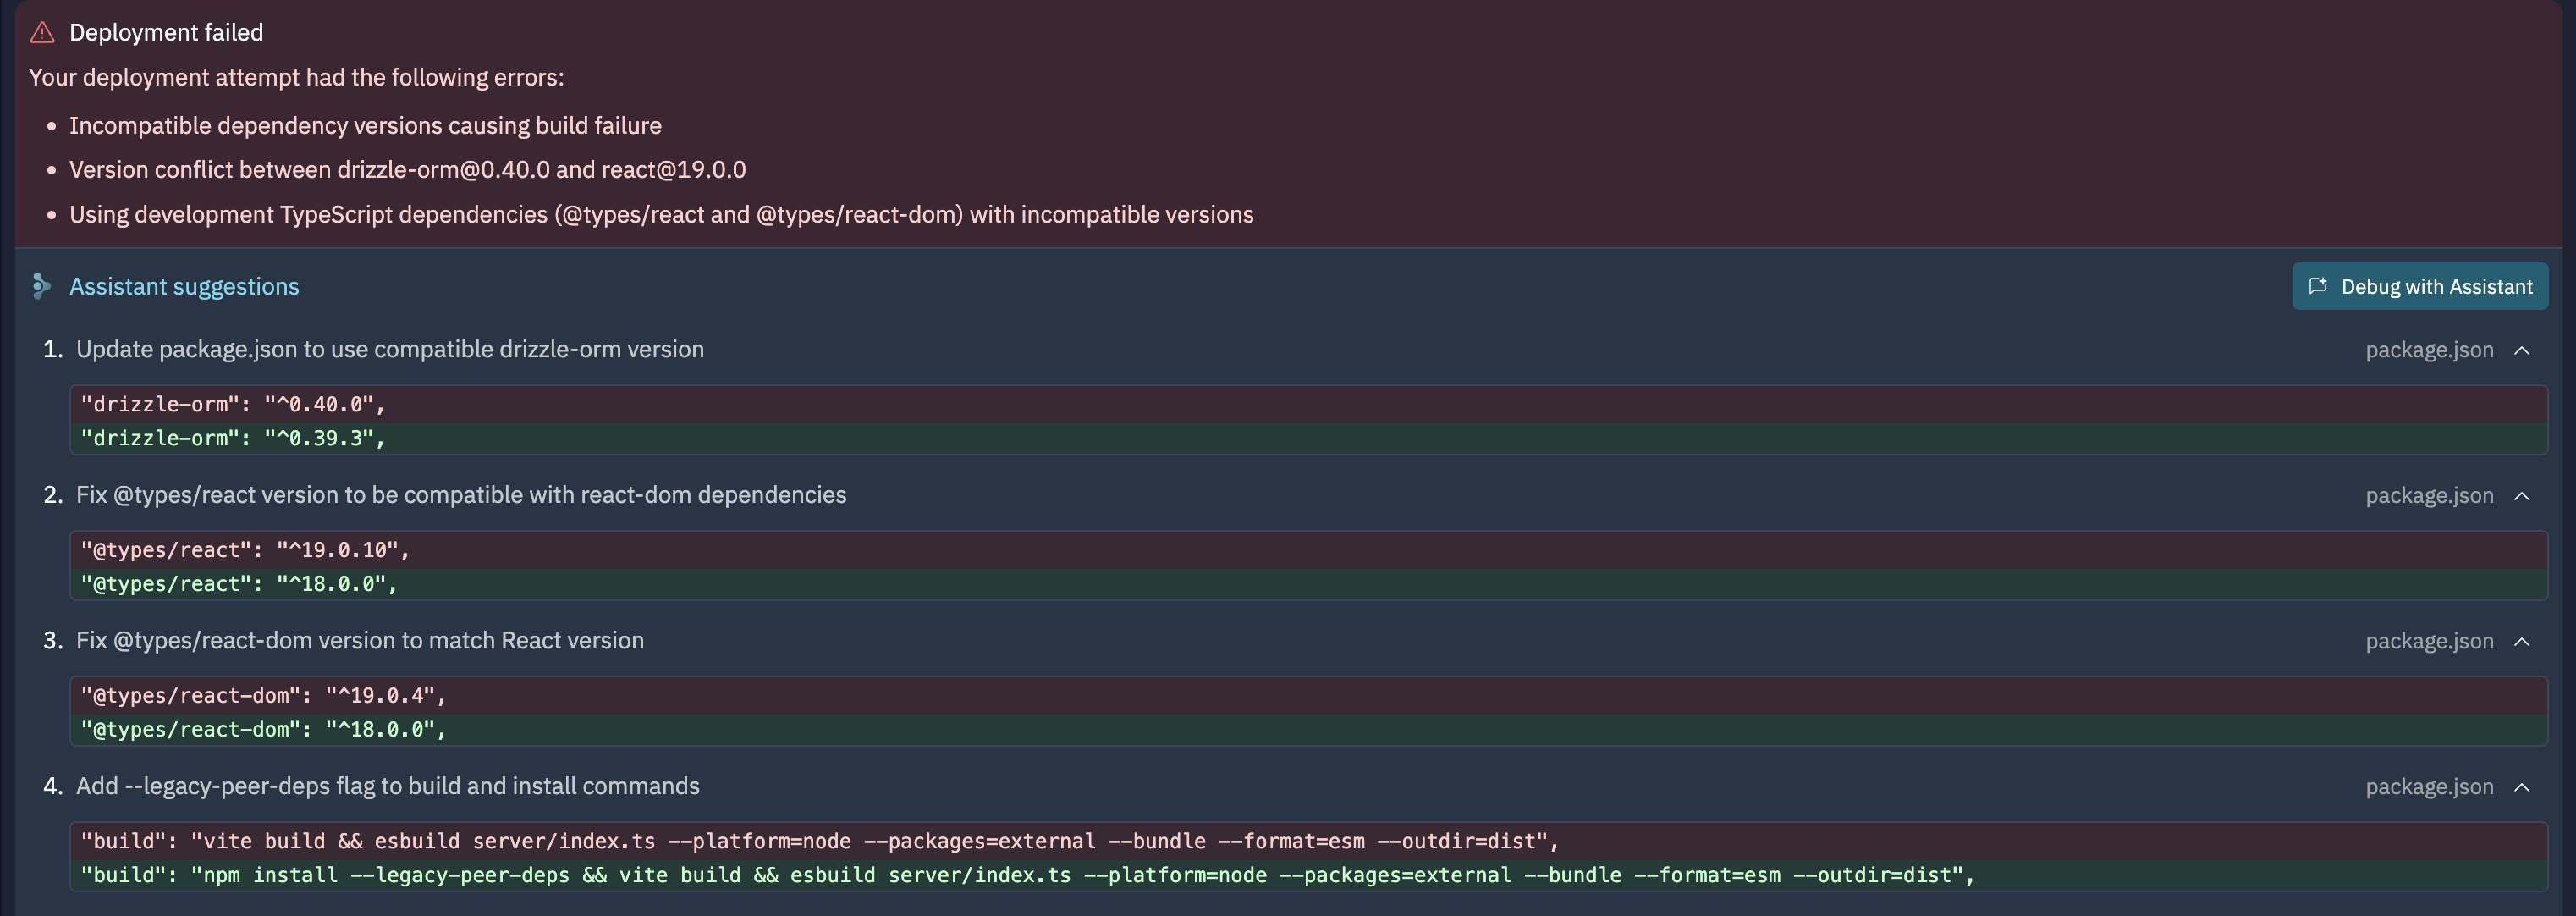 Deployment failed
Your deployment attempt had the following errors:
• Incompatible dependency versions causing build failure
• Version conflict between drizzle-orm@0.40.0 and react@19.0.0
• Using development TypeScript dependencies (@types/react and @types/react-dom) with incompatible versions
Assistant suggestions
Debug with Assistant
1. Update package.json to use compatible drizzle-orm version package.json
"drizzle-orm": "^0.40.0",
"drizzle-orm": "^0.39.3",
2. Fix @types/react version to be compatible with react-dom dependencies package.json
"@types/react": "^19.0.10",
"@types/react": "^18.0.0",
3. Fix @types/react-dom version to match React version package.json
"@types/react-dom": "^19.0.4",
"@types/react-dom": "^18.0.0",
4. Add --legacy-peer-deps flag to build and install commands package.json
"build": "vite build && esbuild server/index.ts --platform=node --packages=external --bundle --format=esm --outdir=dist",
"build": "npm install --legacy-peer-deps && vite build && esbuild server/index.ts --platform=node --packages=external --bundle --format=esm --outdir=dist",